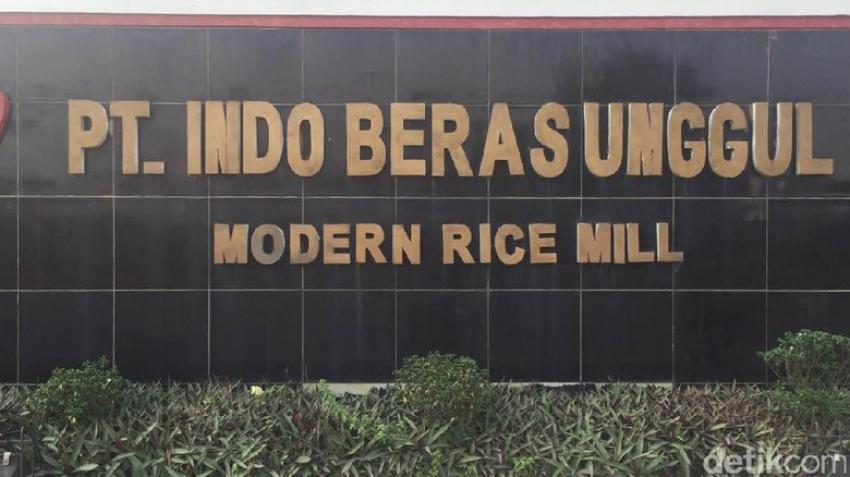 PT. INDO BERAS UNGGUL
MODERN RICE MILL
detikcom